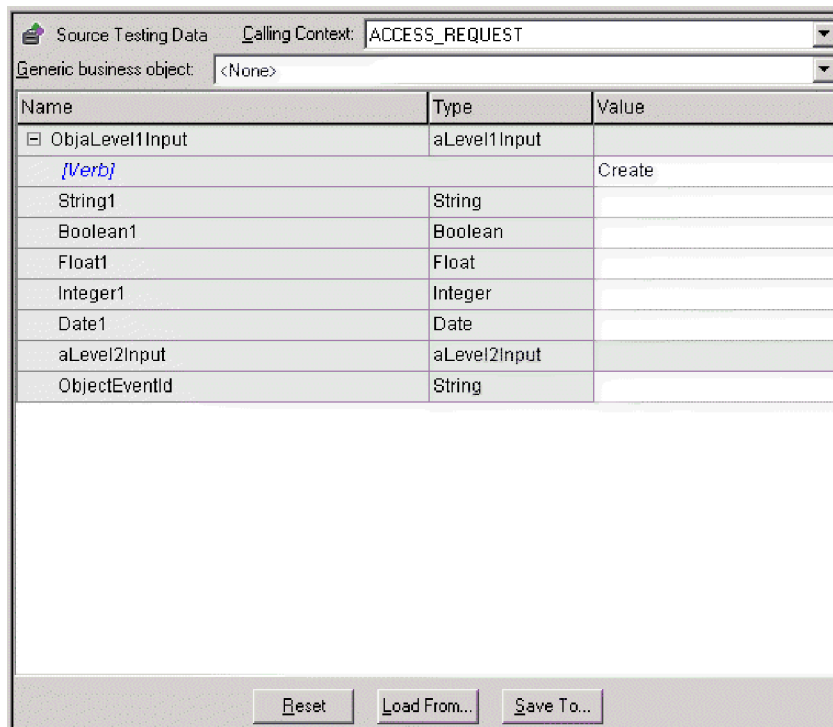 Source Testing Data Calling Context: ACCESS_REQUEST
Generic business object: <None>
Name Type Value
ObjaLevel1Input aLevel1Input
[Verb] Create
String1 String
Boolean1 Boolean
Float1 Float
Integer1 Integer
Date1 Date
aLevel2Input aLevel2Input
ObjectEventId String
Reset Load From... Save To...